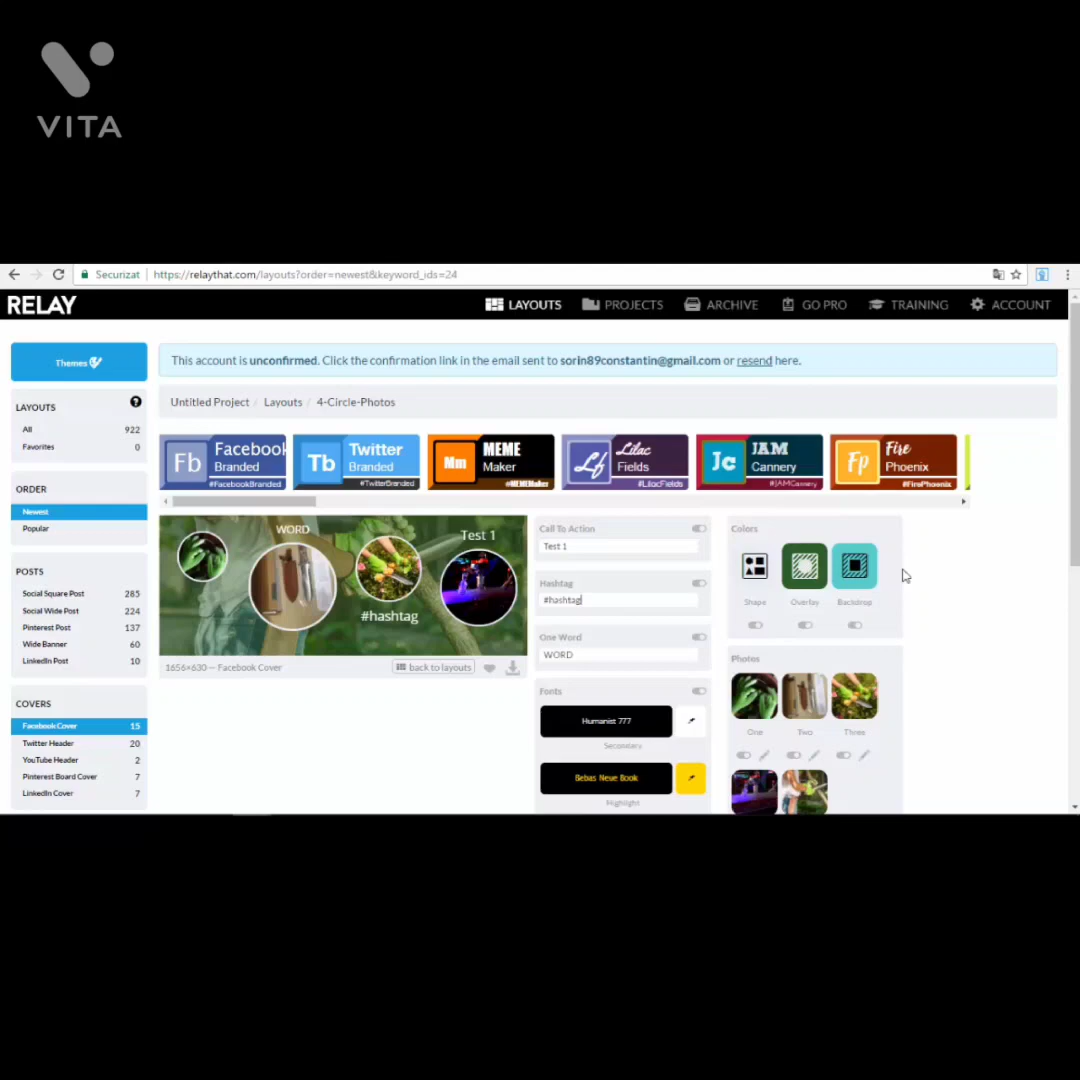 VITA
Securizat
https://relaythat.com/layouts?order=newest&keyword_ids=24
RELAY
LAYOUTS
PROJECTS
ARCHIVE
GO PRO
TRAINING
ACCOUNT
Themes
This account is unconfirmed. Click the confirmation link in the email sent to sorin89constantin@gmail.com or resend here.
LAYOUTS
All 922
Favorites 0
Untitled Project / Layouts / 4-Circle-Photos
Fb Facebook
Branded
#FacebookBranded
Tb Twitter
Branded
#TwitterBranded
Mm MEME
Maker
#MEMEMaker
Lf Lilac
Fields
#LilacFields
Jc JAM
Cannery
#JAMCannery
Fp Fire
Phoenix
#FirePhoenix
ORDER
Newest
Popular
POSTS
Social Square Post 285
Social Wide Post 224
Pinterest Post 137
Wide Banner 60
LinkedIn Post 10
COVERS
Facebook Cover 15
Twitter Header 20
YouTube Header 2
Pinterest Board Cover 7
LinkedIn Cover 7
WORD
Test 1
#hashtag
1656×630 — Facebook Cover
back to layouts
Call To Action
Test 1
Hashtag
#hashtag
One Word
WORD
Fonts
Humanist 777
Secondary
Bebas Neue Book
Highlight
Colors
Shape
Overlay
Backdrop
Photos
One
Two
Three